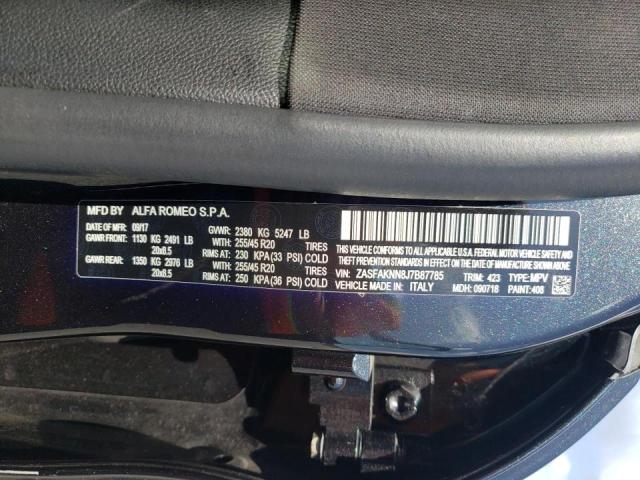 MFD BY ALFA ROMEO S.P.A.
DATE OF MFR: 09/17 GVWR: 2380 KG 5247 LB
GAWR FRONT: 1130 KG 2491 LB WITH: 255/45 R20 TIRES
20x8.5 RIMS AT: 230 KPA (33 PSI) COLD
GAWR REAR: 1350 KG 2976 LB WITH: 255/45 R20 TIRES
20x8.5 RIMS AT: 250 KPA (36 PSI) COLD
THIS VEHICLE CONFORMS TO ALL APPLICABLE U.S.A. FEDERAL MOTOR
VEHICLE SAFETY AND THEFT PREVENTION STANDARDS IN EFFECT ON
THE DATE OF MANUFACTURE SHOWN ABOVE.
VIN: ZASFAKNN8J7B87785 TRIM: 423 TYPE: MPV
VEHICLE MADE IN: ITALY MDH: 090718 PAINT: 408